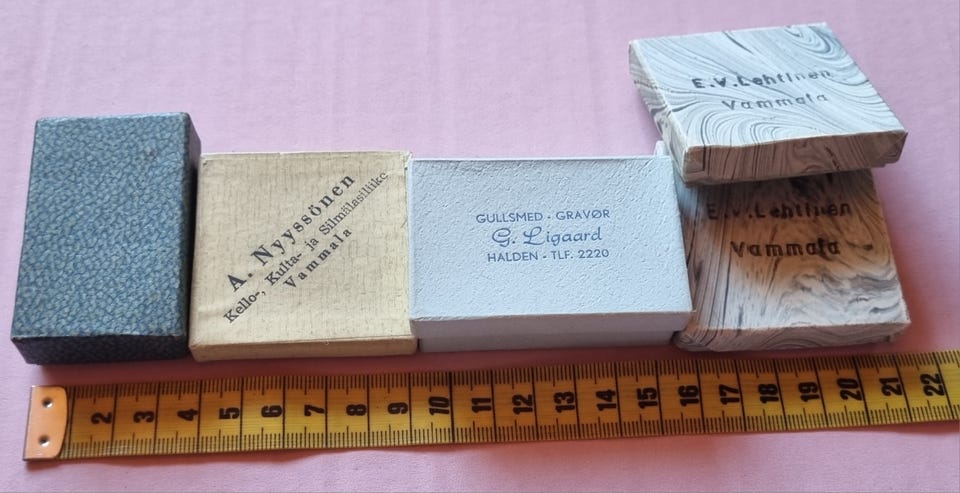 A. Nyyssönen
Kello-, Kulta- ja Silmälasiliike
Vammala
GULLSMED · GRAVØR
G. Ligaard
HALDEN · TLF. 2220
E.V.Lehtinen
Vammala
E.V.Lehtinen
Vammala
2 3 4 5 6 7 8 9 10 11 12 13 14 15 16 17 18 19 20 21 22